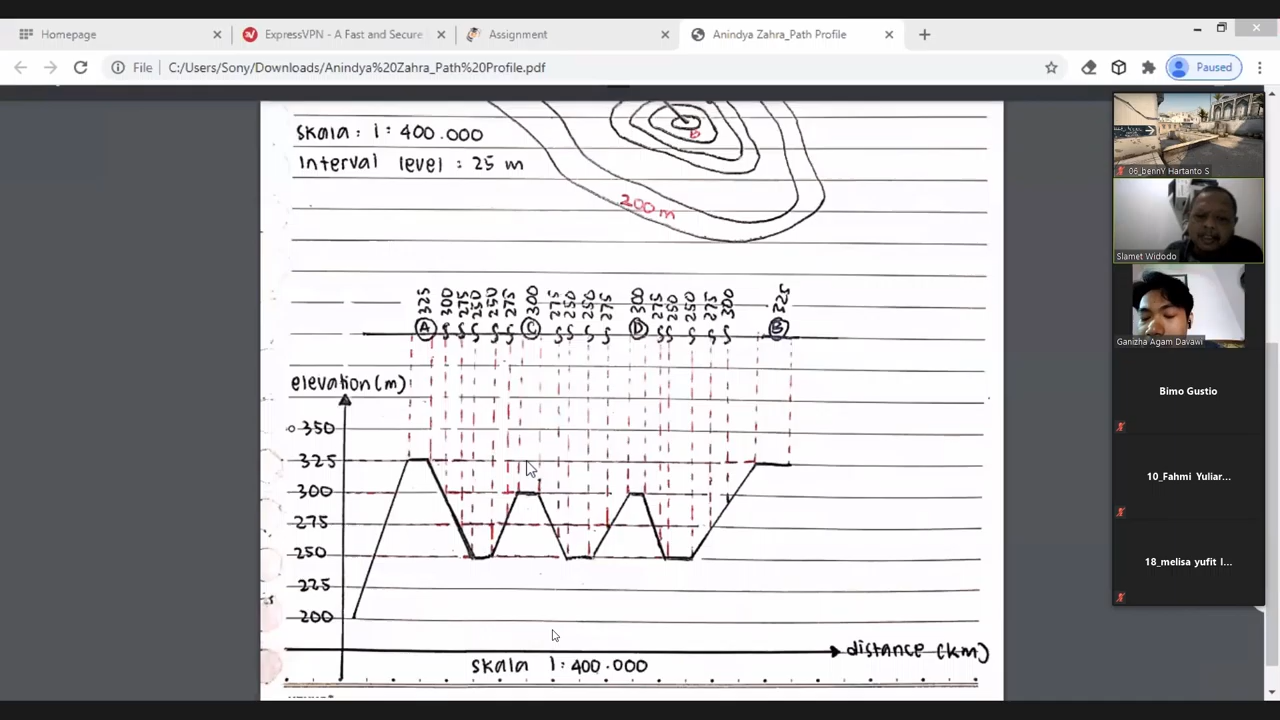 Homepage
ExpressVPN - A Fast and Secure
Assignment
Anindya Zahra_Path Profile
File
C:/Users/Sony/Downloads/Anindya%20Zahra_Path%20Profile.pdf
Paused
skala : 1 : 400.000
Interval level : 25 m
B
200 m
325 300 275 250 250 275 300 275 250 250 275 300 275 250 250 275 300 325
A C D B
elevation (m)
350
325
300
275
250
225
200
distance (km)
skala 1 : 400.000
06_bennY Hartanto S
Slamet Widodo
Ganizha Agam Davawi
Bimo Gustio
10_Fahmi Yuliar...
18_melisa yufit l...